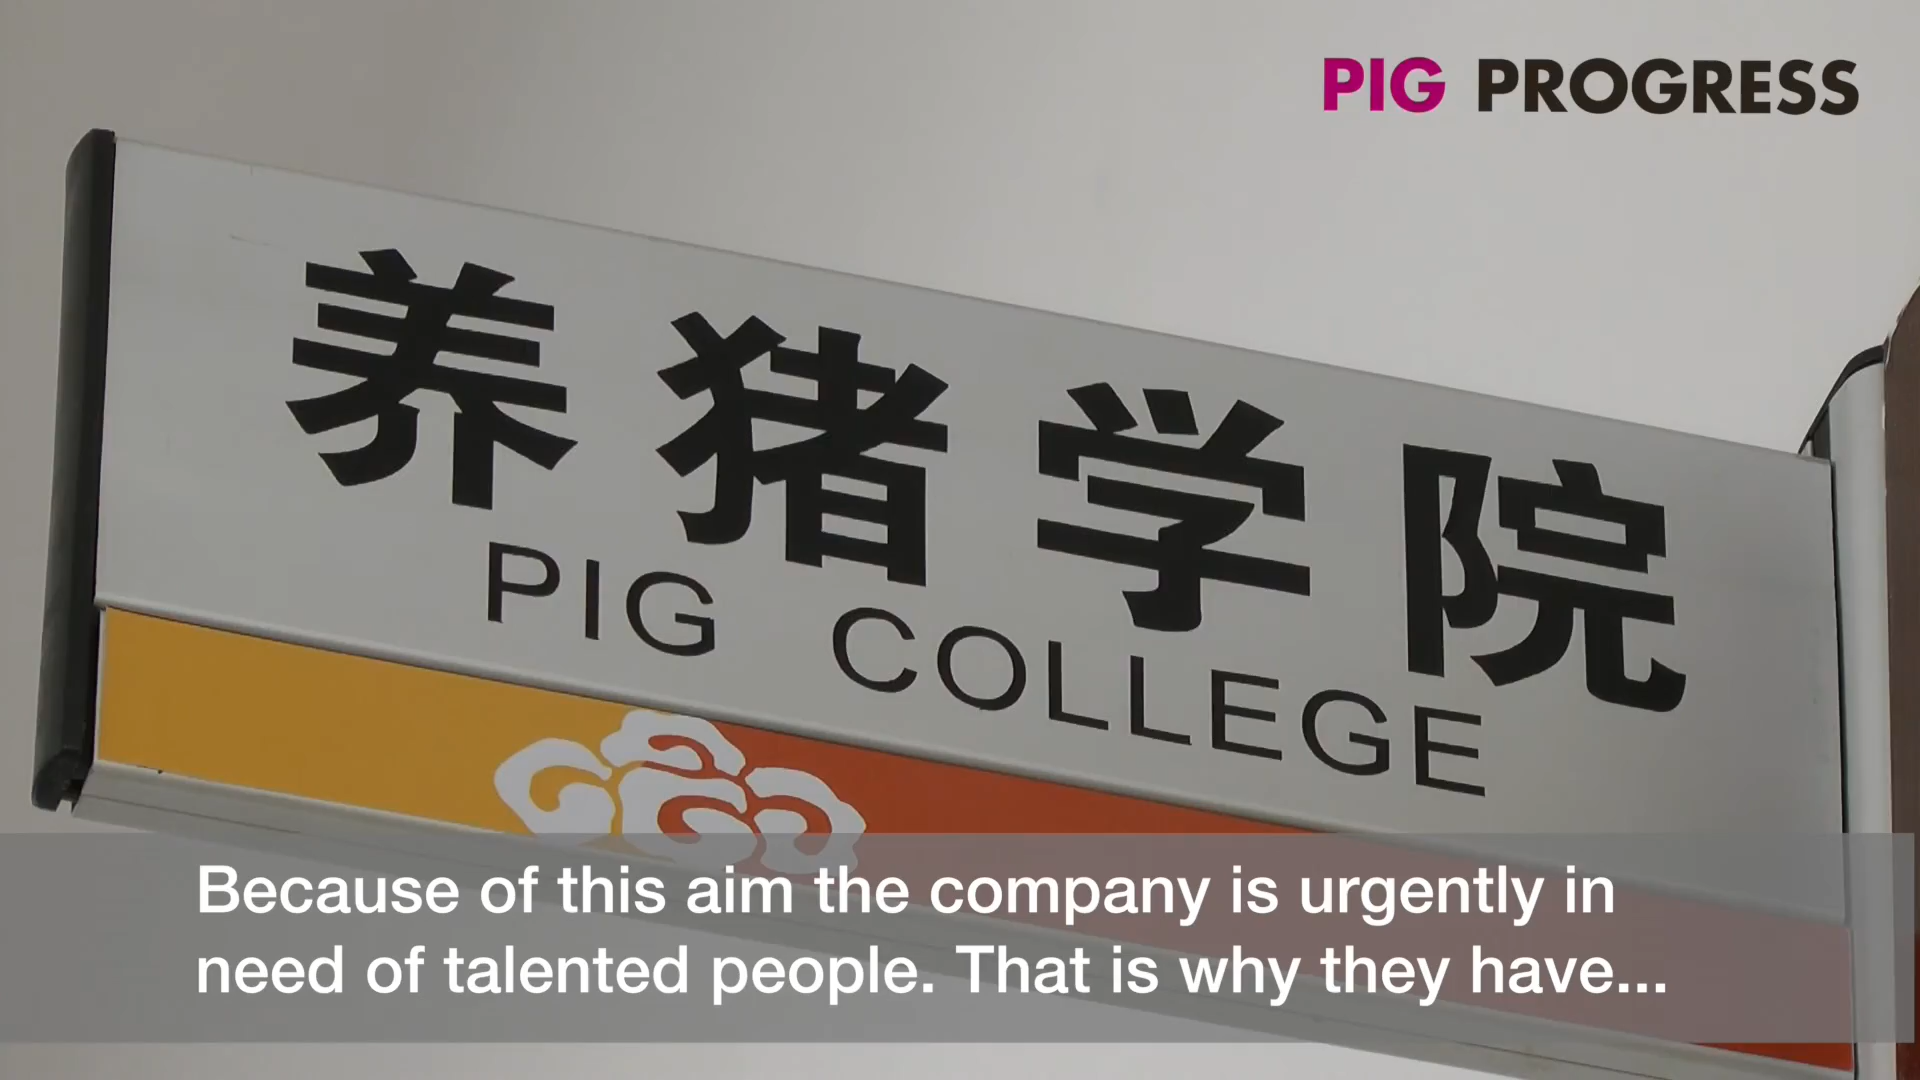 PIG PROGRESS
养猪学院
PIG COLLEGE
Because of this aim the company is urgently in
need of talented people. That is why they have...